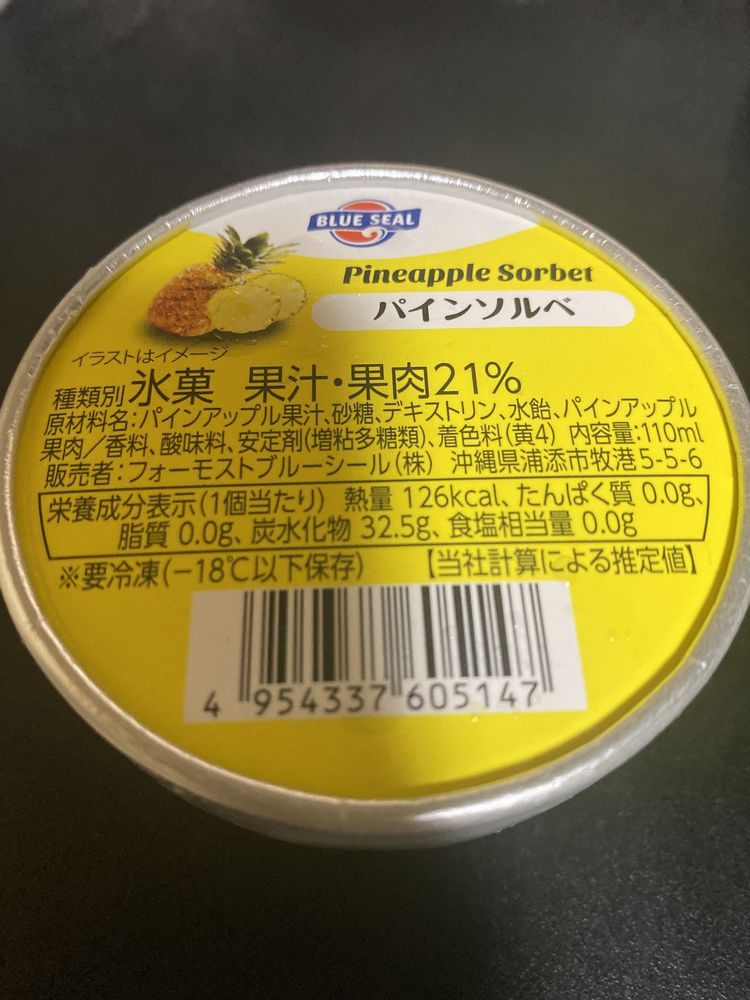 BLUE SEAL
Pineapple Sorbet
パインソルベ
イラストはイメージ
種類別 氷菓 果汁・果肉21%
原材料名:パインアップル果汁、砂糖、デキストリン、水飴、パインアップル
果肉/香料、酸味料、安定剤(増粘多糖類)、着色料(黄4) 内容量:110ml
販売者:フォーモストブルーシール(株) 沖縄県浦添市牧港5-5-6
栄養成分表示(1個当たり) 熱量 126kcal、たんぱく質 0.0g、
脂質 0.0g、炭水化物 32.5g、食塩相当量 0.0g
※要冷凍(-18℃以下保存) 【当社計算による推定値】
4 954337 605147